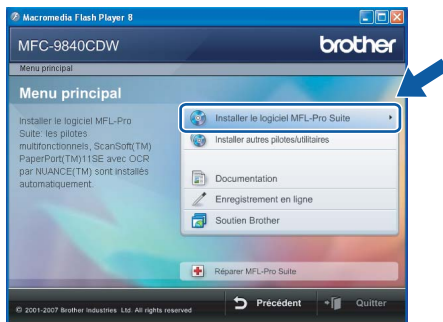 Macromedia Flash Player 8
MFC-9840CDW
brother
Menu principal
Menu principal
Installer le logiciel MFL-Pro
Suite: les pilotes
multifonctionnels, ScanSoft(TM)
PaperPort(TM)11SE avec OCR
par NUANCE(TM) sont installés
automatiquement.
Installer le logiciel MFL-Pro Suite
Installer autres pilotes/utilitaires
Documentation
Enregistrement en ligne
Soutien Brother
Réparer MFL-Pro Suite
© 2001-2007 Brother Industries Ltd. All rights reserved
Précédent
Quitter